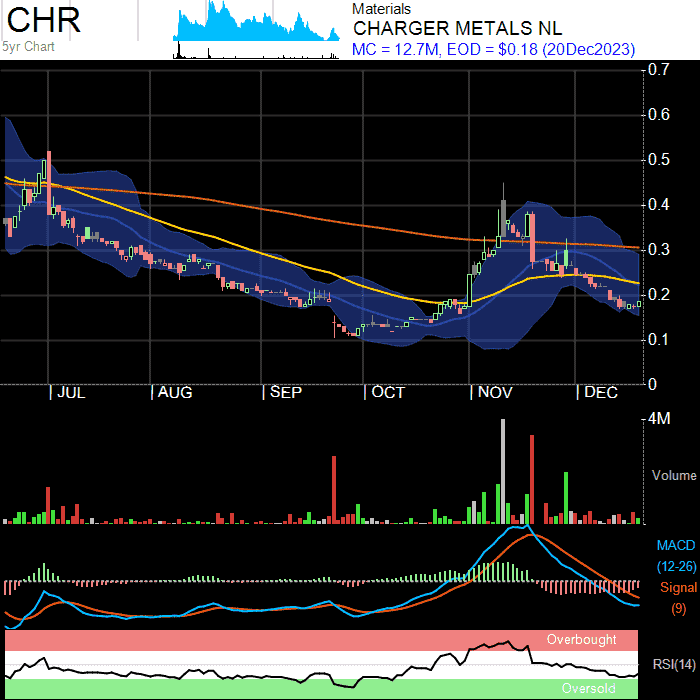 CHR
5yr Chart
Materials
CHARGER METALS NL
MC = 12.7M, EOD = $0.18 (20Dec2023)
0.7
0.6
0.5
0.4
0.3
0.2
0.1
0
| JUL | AUG | SEP | OCT | NOV | DEC
4M
Volume
MACD
(12-26)
Signal
(9)
Overbought
RSI(14)
Oversold